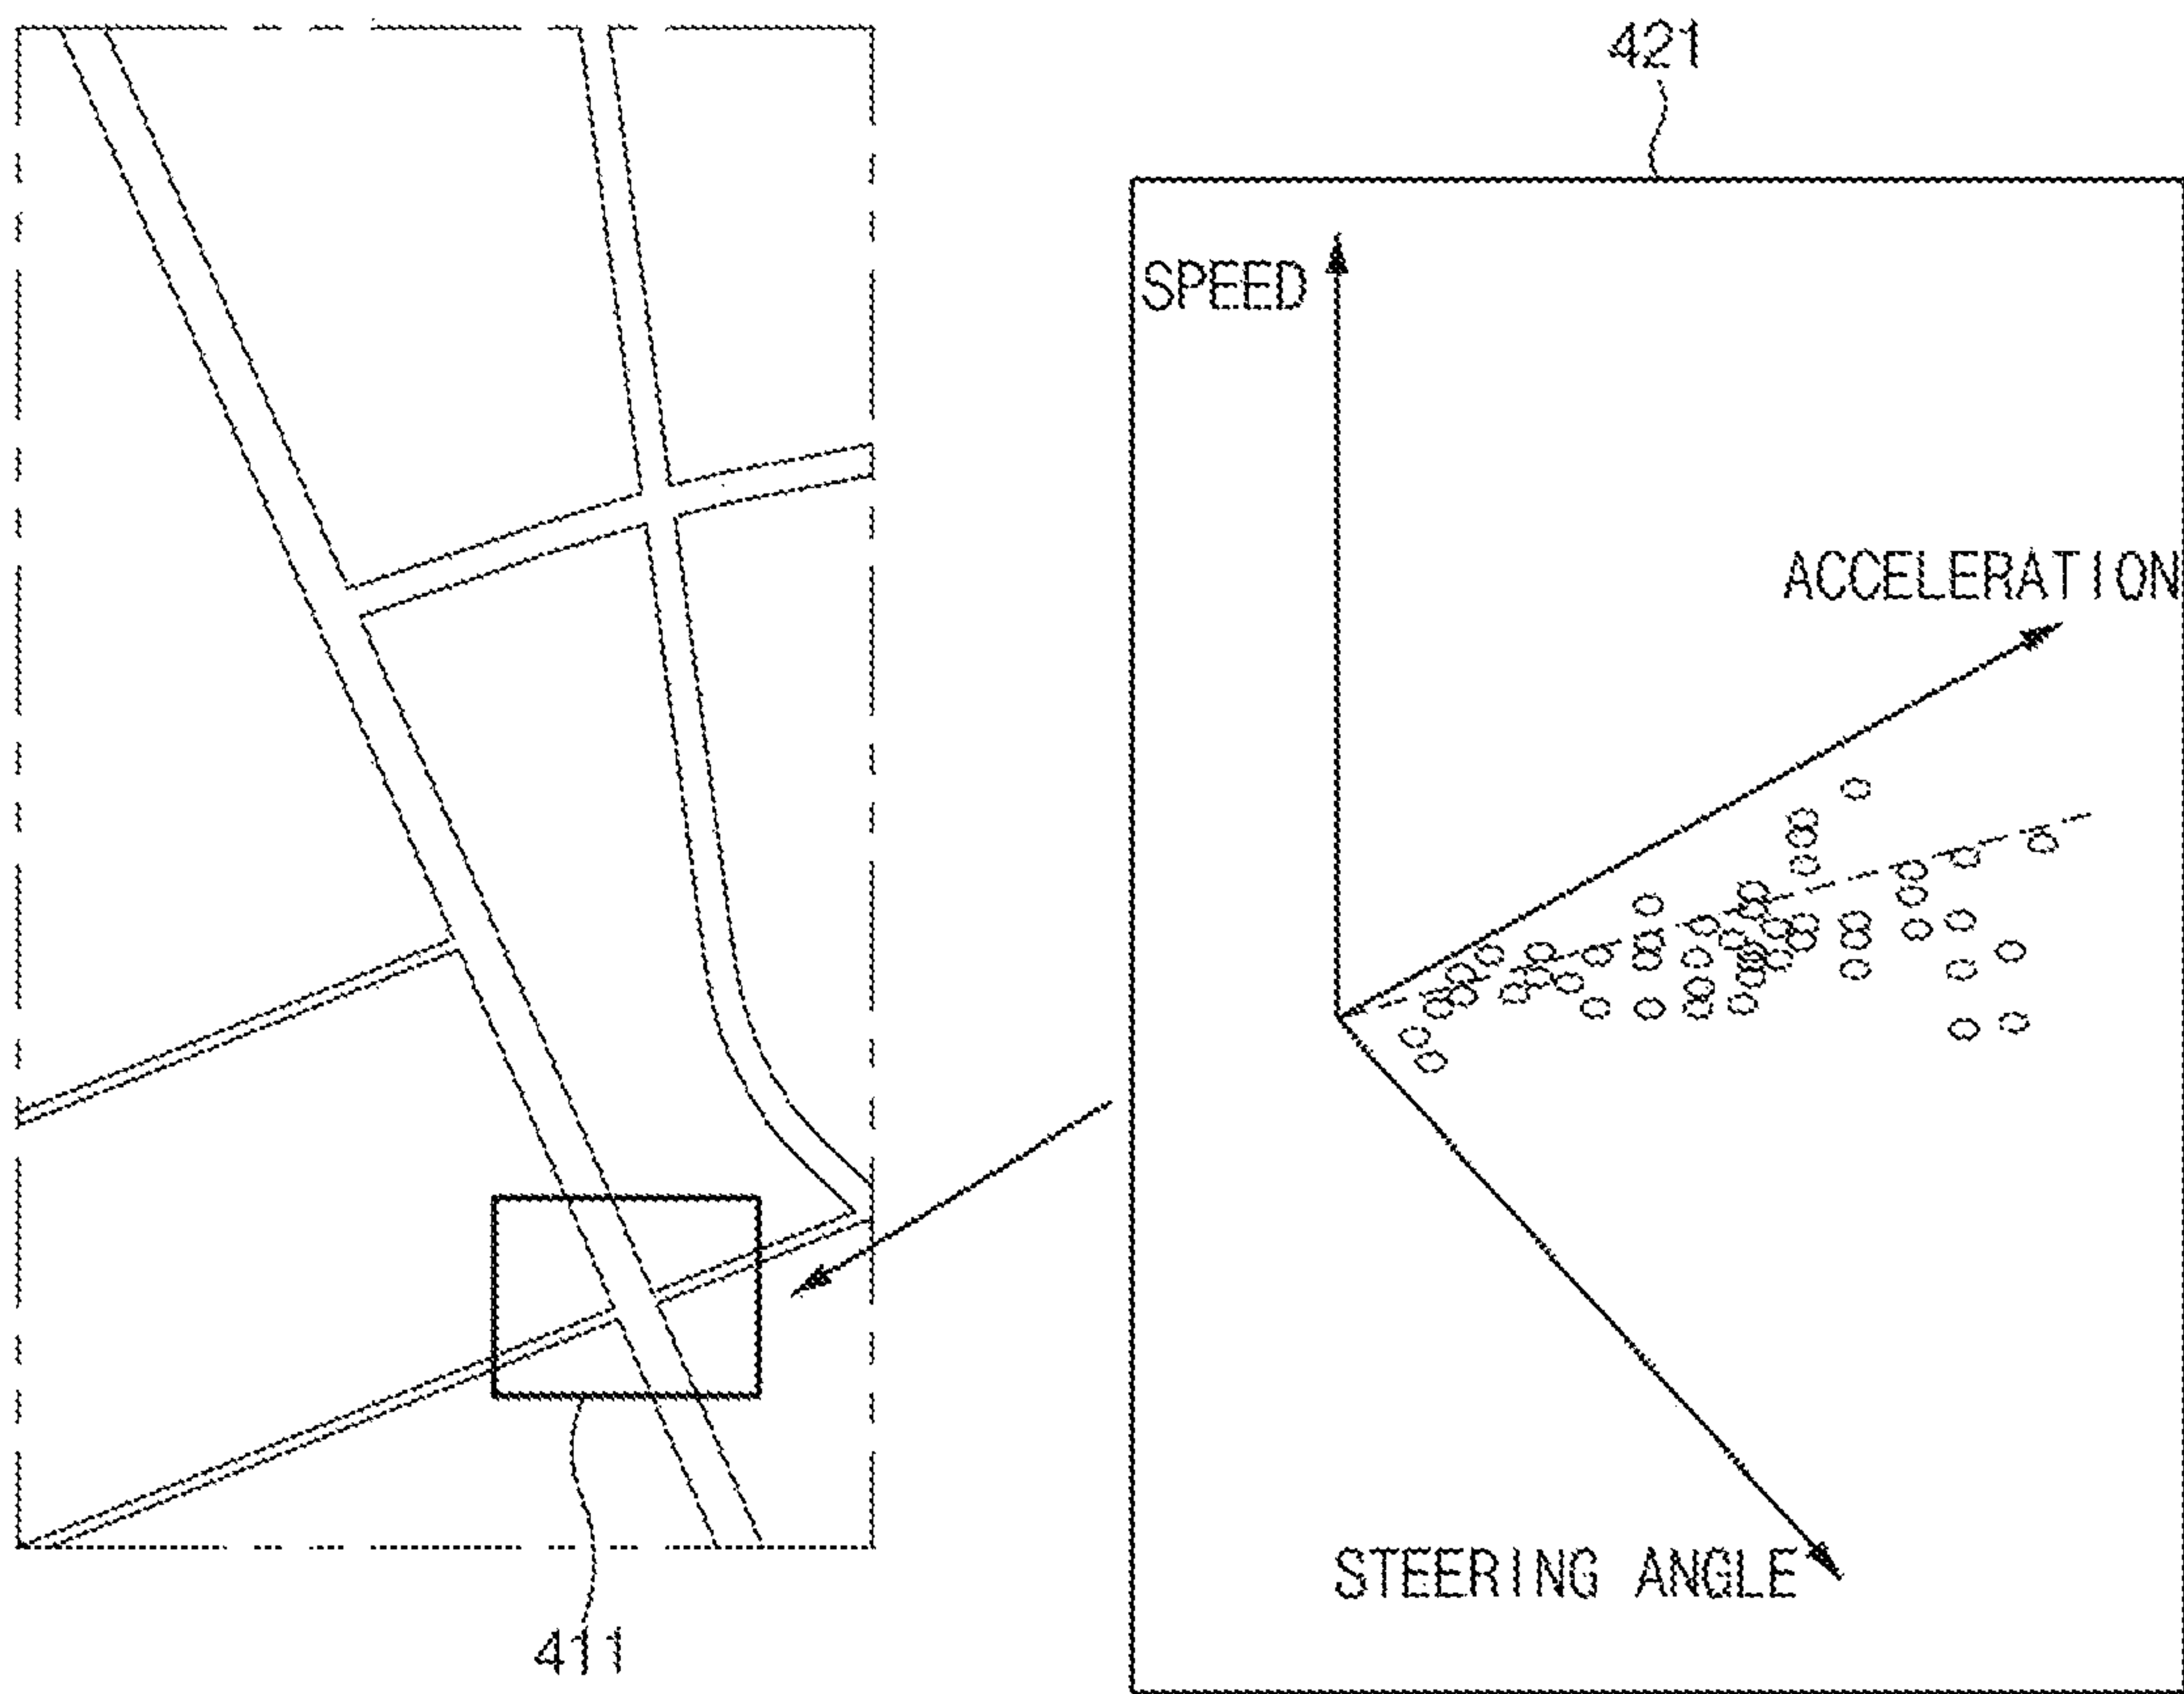 421
SPEED
ACCELERATION
STEERING ANGLE
411